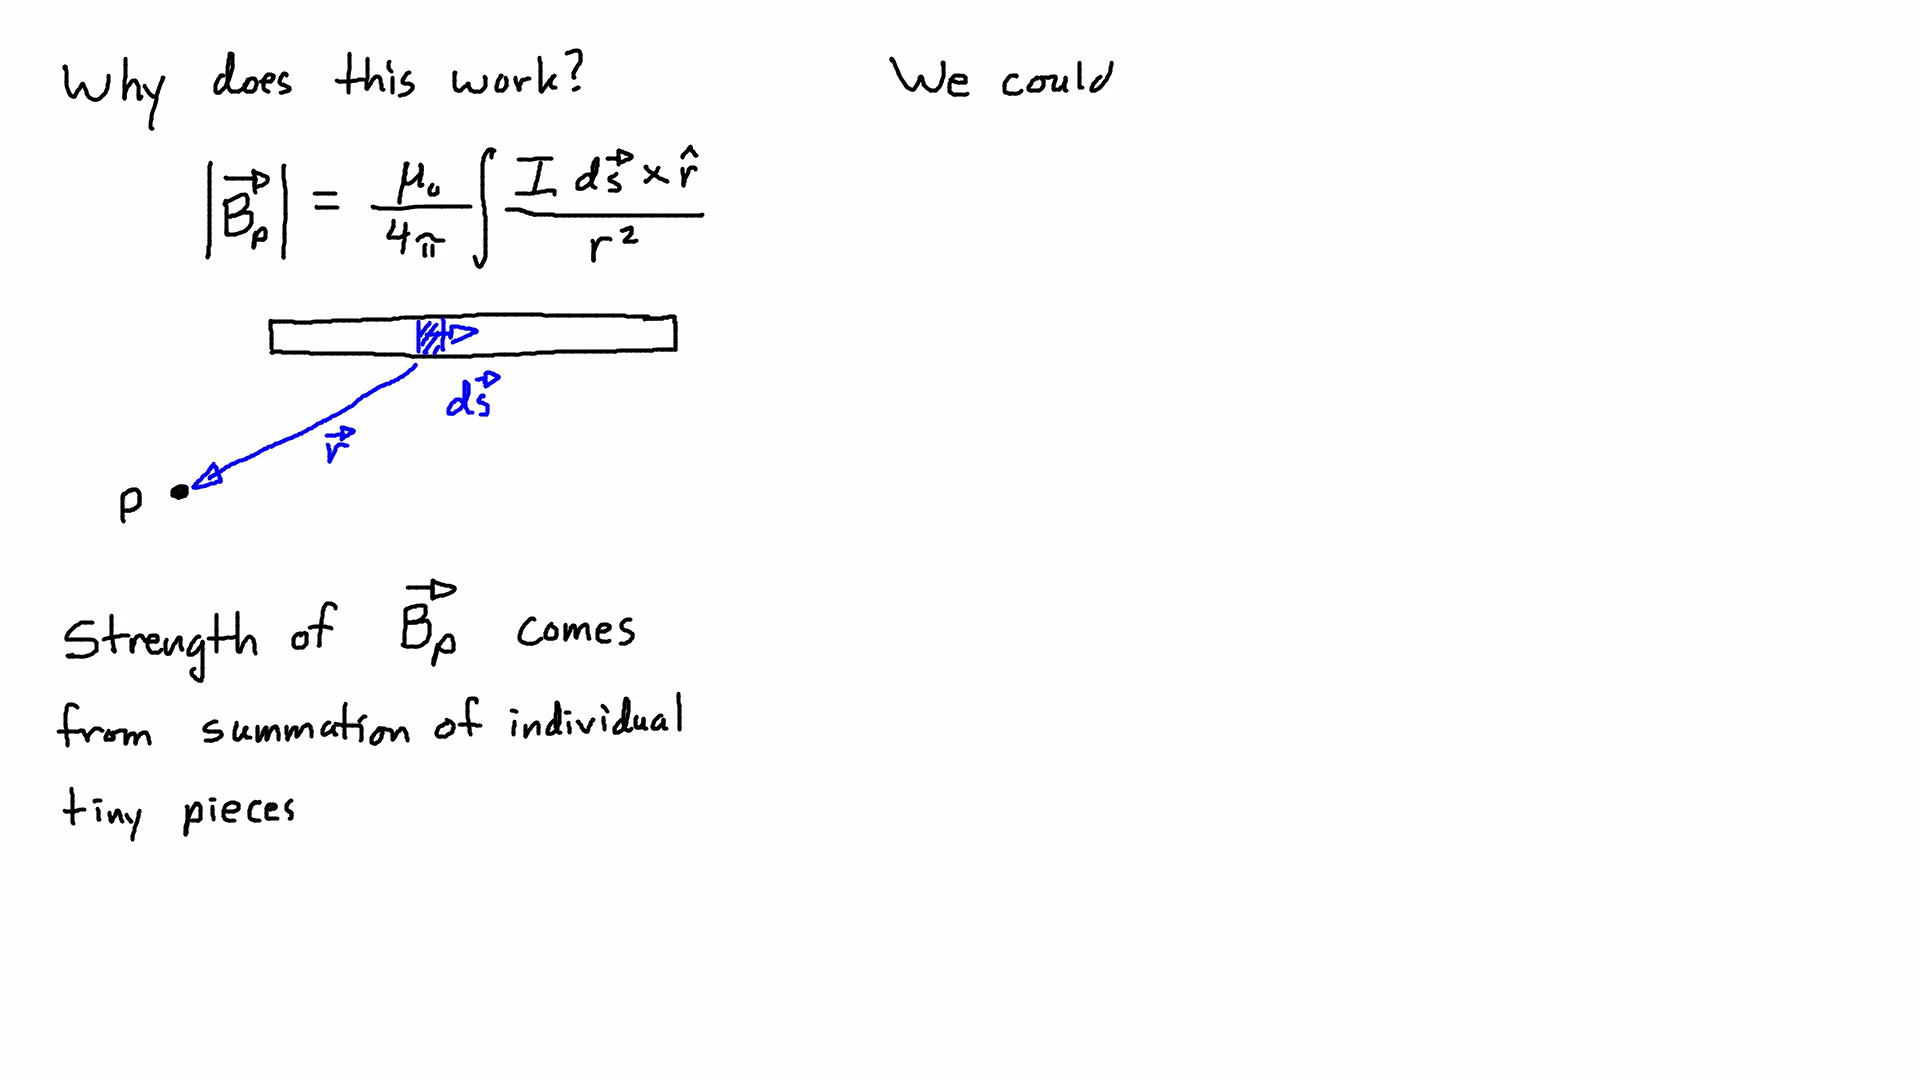 Why does this work?
|B⃗ₚ| = μ₀/4π ∫ I ds⃗ × r̂ / r²
ds⃗
r⃗
P
Strength of B⃗ₚ comes
from summation of individual
tiny pieces
We could